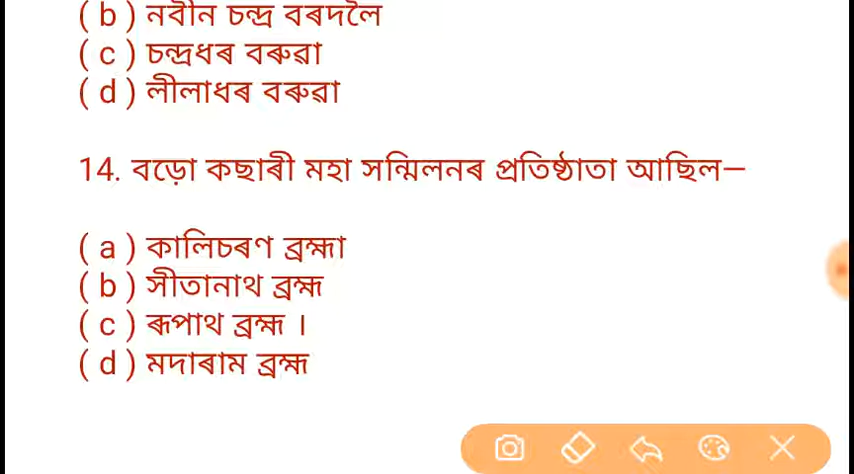 ( b ) নবীন চন্দ্ৰ বৰদলৈ
( c ) চন্দ্ৰধৰ বৰুৱা
( d ) লীলাধৰ বৰুৱা
14. বড়ো কছাৰী মহা সন্মিলনৰ প্ৰতিষ্ঠাতা আছিল—
( a ) কালিচৰণ ব্ৰহ্মা
( b ) সীতানাথ ব্ৰহ্ম
( c ) ৰূপাথ ব্ৰহ্ম ।
( d ) মদাৰাম ব্ৰহ্ম